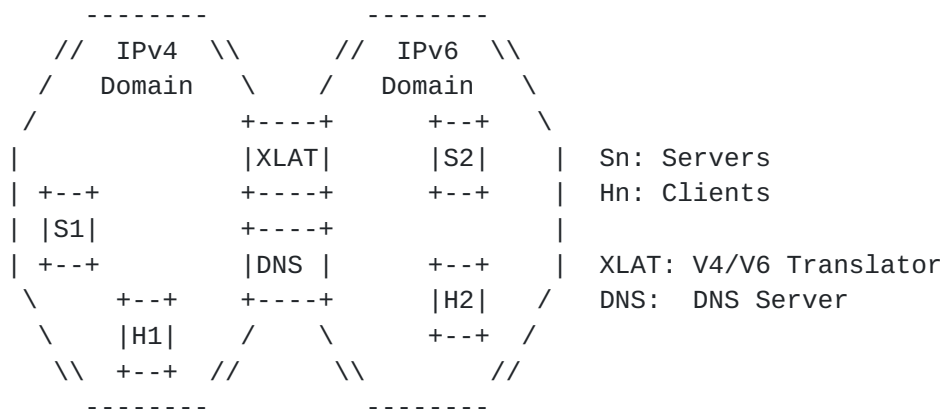 --------           --------
      //  IPv4  \\       //  IPv6  \\
     /   Domain   \     /   Domain   \
    /             +----+      +--+    \
   |              |XLAT|      |S2|     |  Sn: Servers
   | +--+         +----+      +--+     |  Hn: Clients
   | |S1|         +----+               |
   | +--+         |DNS |      +--+     |  XLAT: V4/V6 Translator
    \     +--+    +----+      |H2|    /   DNS:  DNS Server
     \    |H1|    /    \      +--+   /
      \\  +--+  //      \\         //
        --------           --------